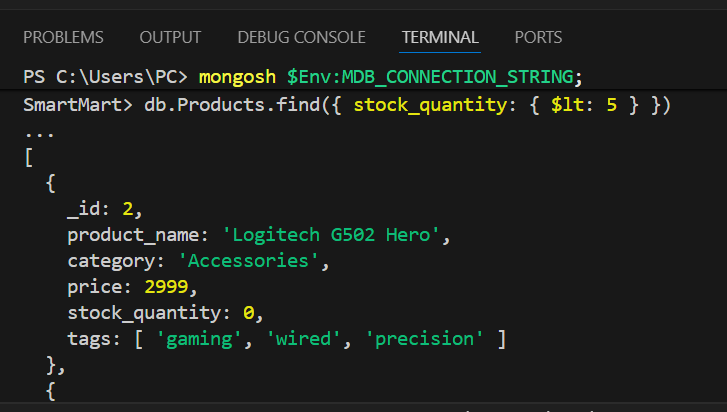 PROBLEMS OUTPUT DEBUG CONSOLE TERMINAL PORTS
PS C:\Users\PC> mongosh $Env:MDB_CONNECTION_STRING;
SmartMart> db.Products.find({ stock_quantity: { $lt: 5 } })
...
[
  {
    _id: 2,
    product_name: 'Logitech G502 Hero',
    category: 'Accessories',
    price: 2999,
    stock_quantity: 0,
    tags: [ 'gaming', 'wired', 'precision' ]
  },
  {